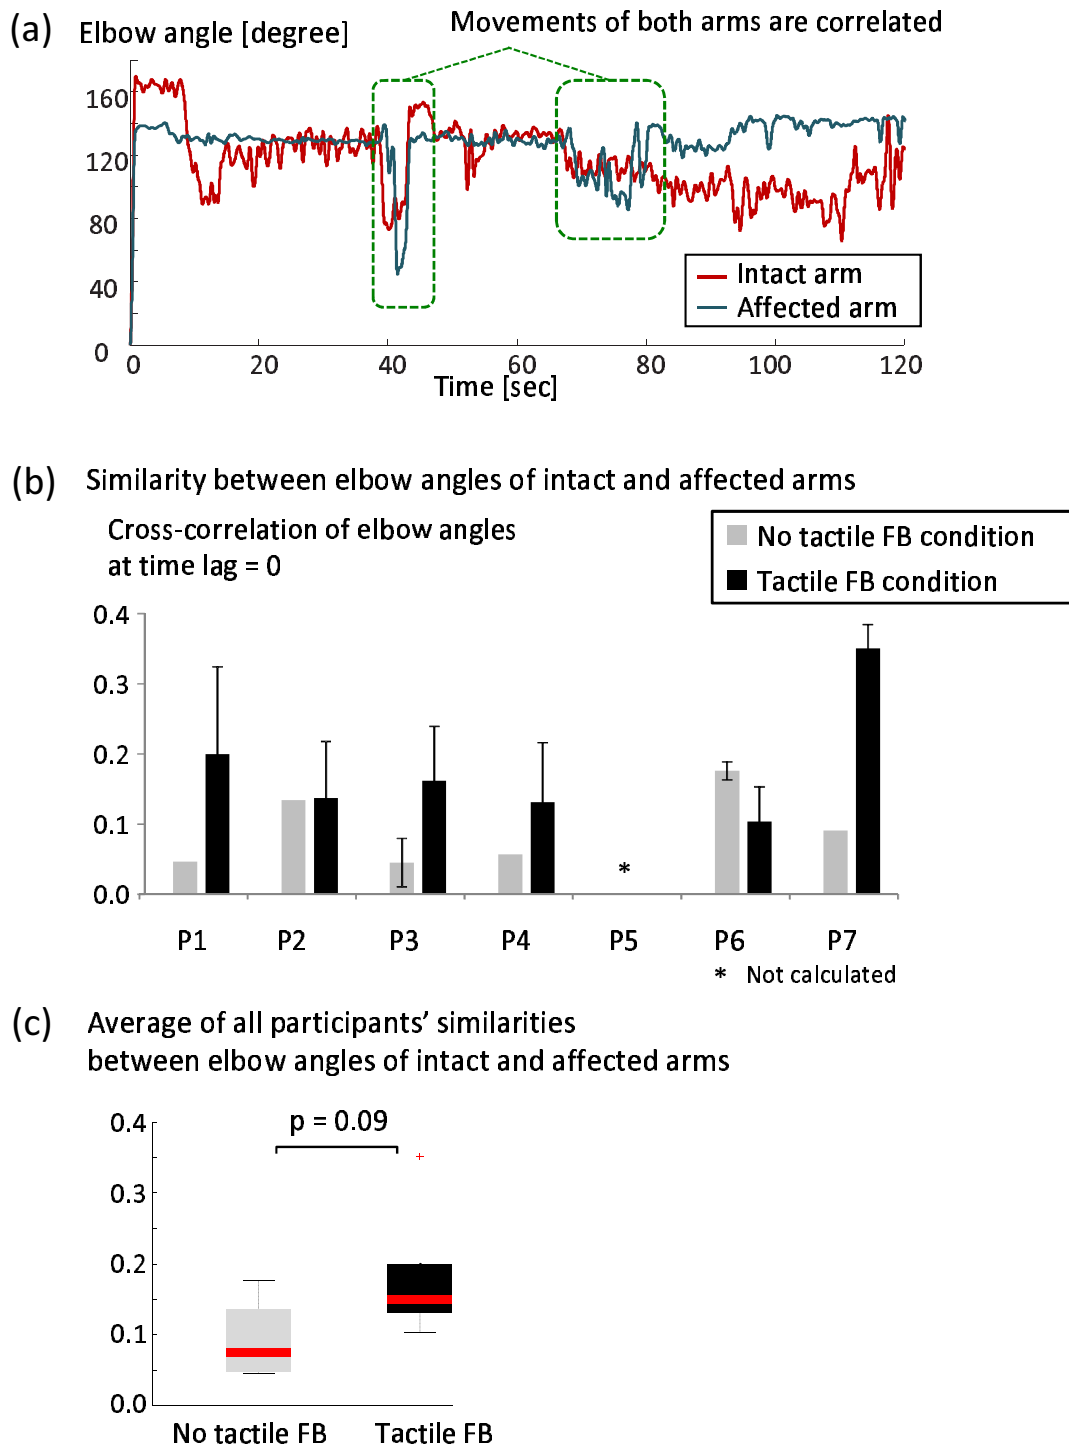 (a) Elbow angle [degree]
Movements of both arms are correlated
160
120
80
40
0
0 20 40 60 80 100 120
Time [sec]
Intact arm
Affected arm
(b) Similarity between elbow angles of intact and affected arms
Cross-correlation of elbow angles
at time lag = 0
No tactile FB condition
Tactile FB condition
0.4
0.3
0.2
0.1
0.0
*
P1 P2 P3 P4 P5 P6 P7
* Not calculated
(c) Average of all participants’ similarities
between elbow angles of intact and affected arms
p = 0.09
0.4
0.3
0.2
0.1
0.0
No tactile FB Tactile FB